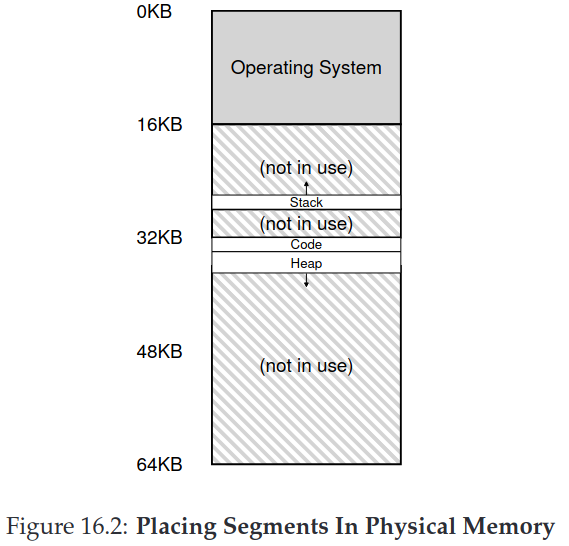 0KB
Operating System
16KB
(not in use)
Stack
(not in use)
32KB
Code
Heap
48KB
(not in use)
64KB
Figure 16.2: Placing Segments In Physical Memory